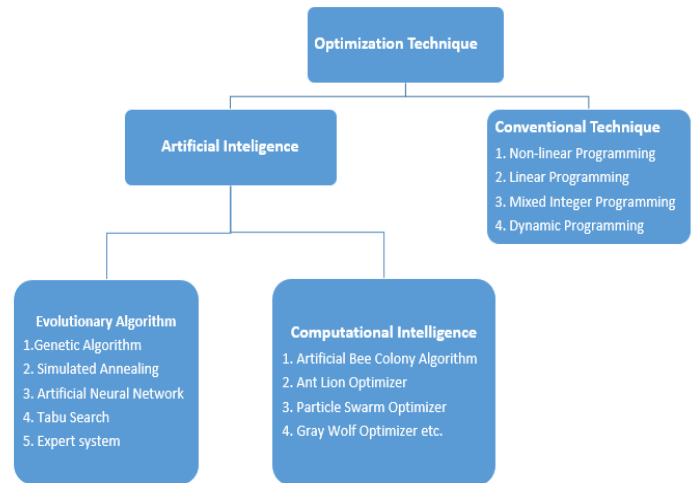 Optimization Technique
Artificial Inteligence
Conventional Technique
1. Non-linear Programming
2. Linear Programming
3. Mixed Integer Programming
4. Dynamic Programming
Evolutionary Algorithm
1.Genetic Algorithm
2. Simulated Annealing
3. Artificial Neural Network
4. Tabu Search
5. Expert system
Computational Intelligence
1. Artificial Bee Colony Algorithm
2. Ant Lion Optimizer
3. Particle Swarm Optimizer
4. Gray Wolf Optimizer etc.